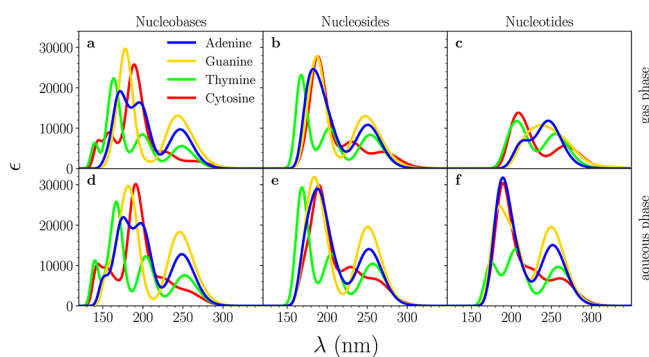 Nucleobases Nucleosides Nucleotides
a b c
Adenine
Guanine
Thymine
Cytosine
30000
20000
10000
0
gas phase
ϵ
d e f
30000
20000
10000
0
aqueous phase
150 200 250 300 150 200 250 300 150 200 250 300
λ (nm)